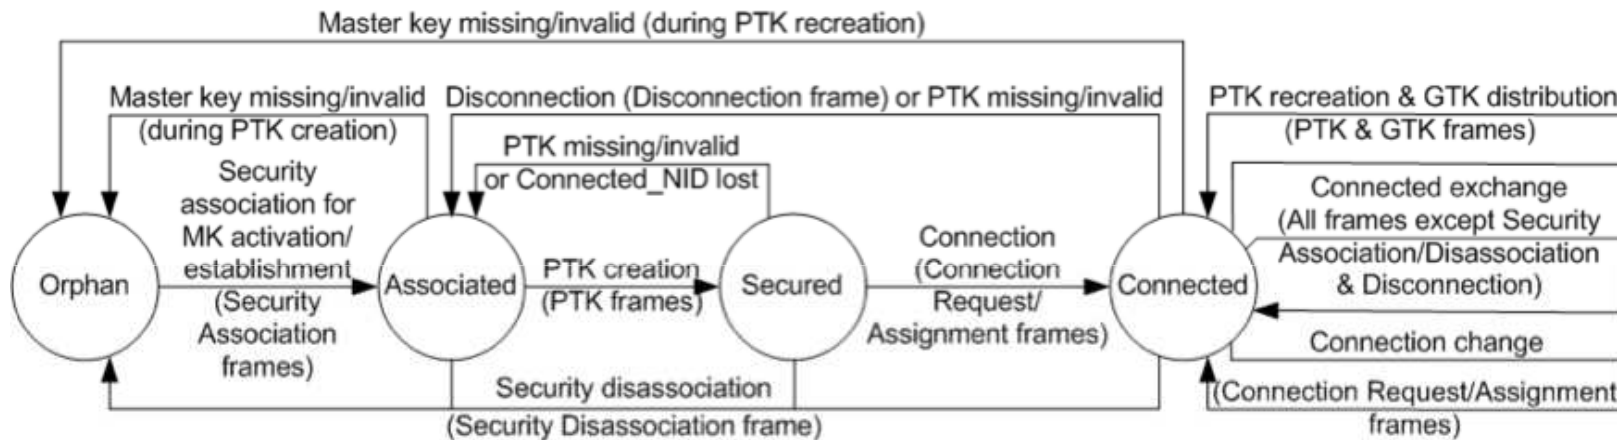 Master key missing/invalid (during PTK recreation)
Master key missing/invalid
(during PTK creation)
Disconnection (Disconnection frame) or PTK missing/invalid
PTK recreation & GTK distribution
(PTK & GTK frames)
PTK missing/invalid
or Connected_NID lost
Security
association for
MK activation/
establishment
(Security
Association
frames)
Connected exchange
(All frames except Security
Association/Disassociation
& Disconnection)
Connection
(Connection
Request/
Assignment frames)
PTK creation
(PTK frames)
Orphan
Associated
Secured
Connected
Connection change
(Connection Request/Assignment
frames)
Security disassociation
(Security Disassociation frame)